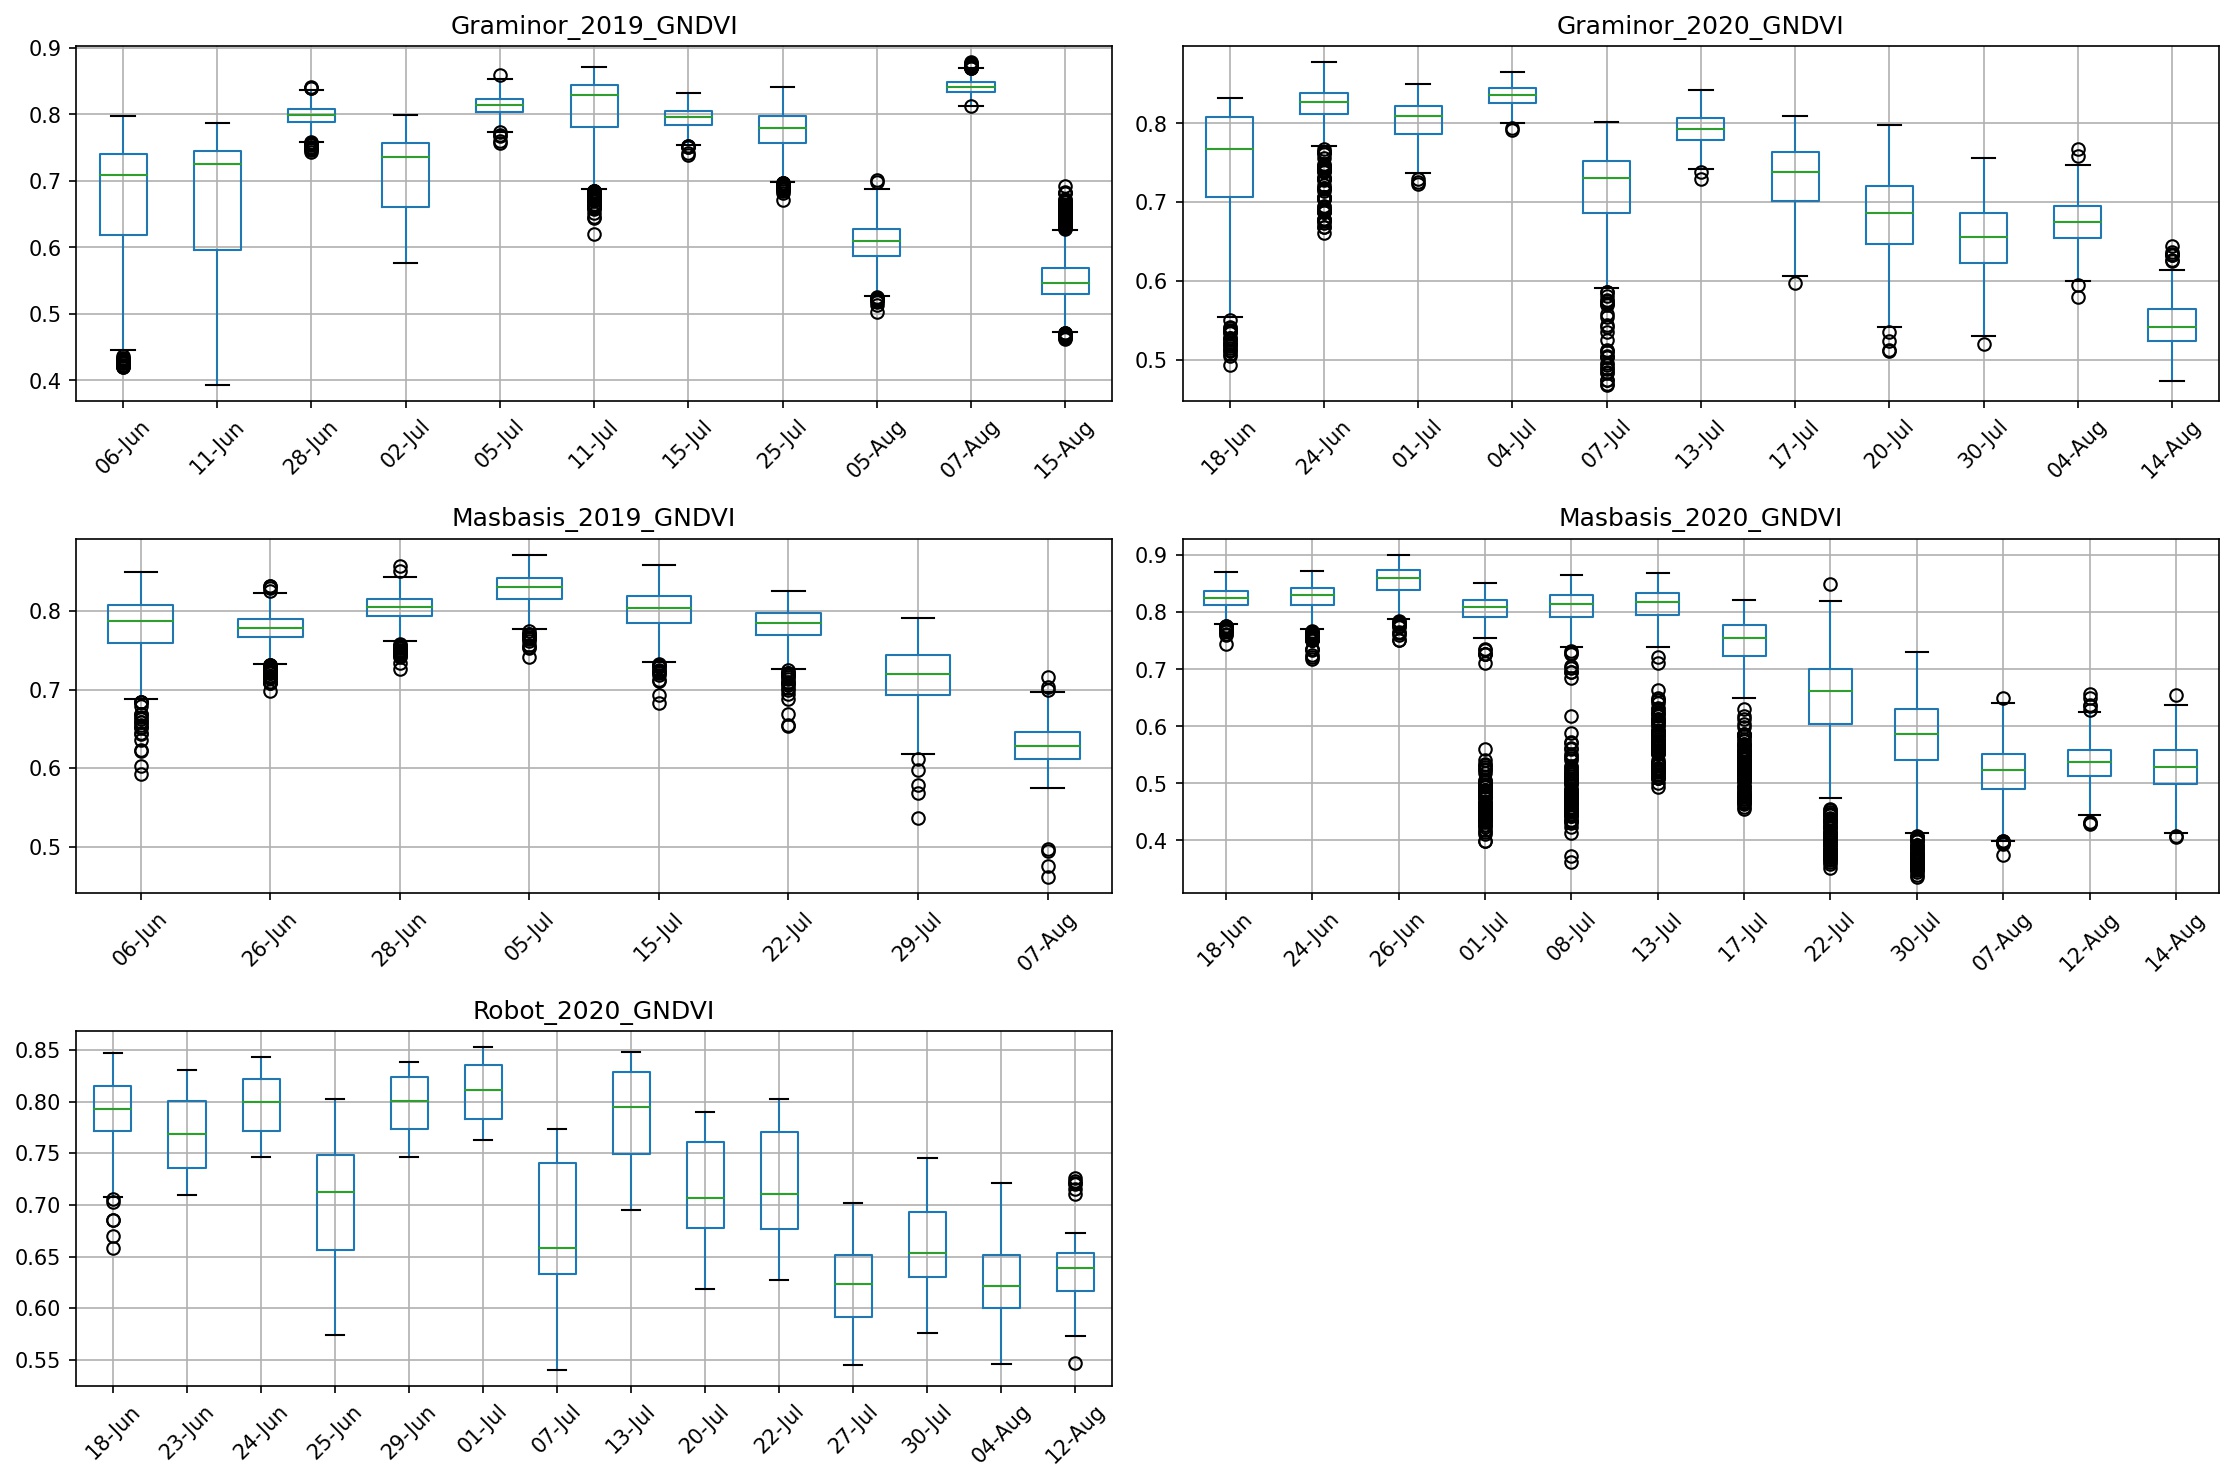 Graminor_2019_GNDVI
0.9
0.8
0.7
0.6
0.5
0.4
06-Jun 11-Jun 28-Jun 02-Jul 05-Jul 11-Jul 15-Jul 25-Jul 05-Aug 07-Aug 15-Aug
Graminor_2020_GNDVI
0.8
0.7
0.6
0.5
18-Jun 24-Jun 01-Jul 04-Jul 07-Jul 13-Jul 17-Jul 20-Jul 30-Jul 04-Aug 14-Aug
Masbasis_2019_GNDVI
0.8
0.7
0.6
0.5
06-Jun 26-Jun 28-Jun 05-Jul 15-Jul 22-Jul 29-Jul 07-Aug
Masbasis_2020_GNDVI
0.9
0.8
0.7
0.6
0.5
0.4
18-Jun 24-Jun 26-Jun 01-Jul 08-Jul 13-Jul 17-Jul 22-Jul 30-Jul 07-Aug 12-Aug 14-Aug
Robot_2020_GNDVI
0.85
0.80
0.75
0.70
0.65
0.60
0.55
18-Jun 23-Jun 24-Jun 25-Jun 29-Jun 01-Jul 07-Jul 13-Jul 20-Jul 22-Jul 27-Jul 30-Jul 04-Aug 12-Aug